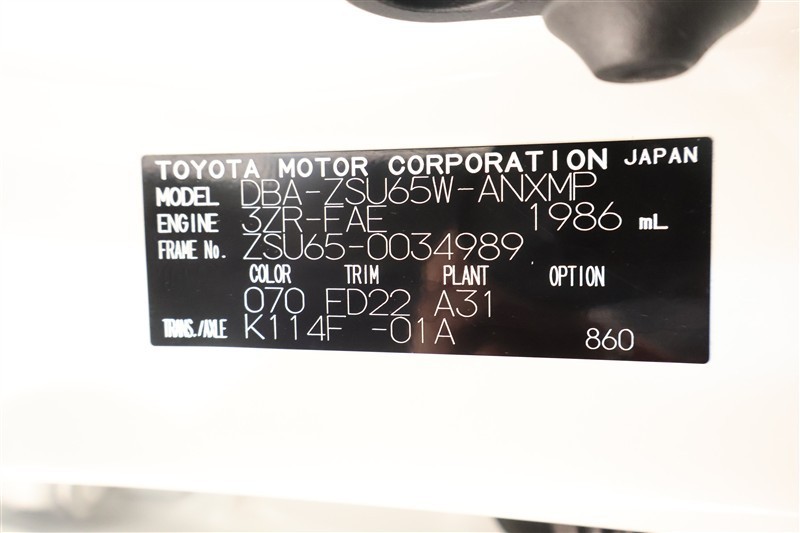 TOYOTA MOTOR CORPORATION JAPAN
MODEL DBA-ZSU65W-ANXMP
ENGINE 3ZR-FAE 1986 mL
FRAME No. ZSU65-0034989
COLOR TRIM PLANT OPTION
070 FD22 A31
TRANS./AXLE K114F -01A 860